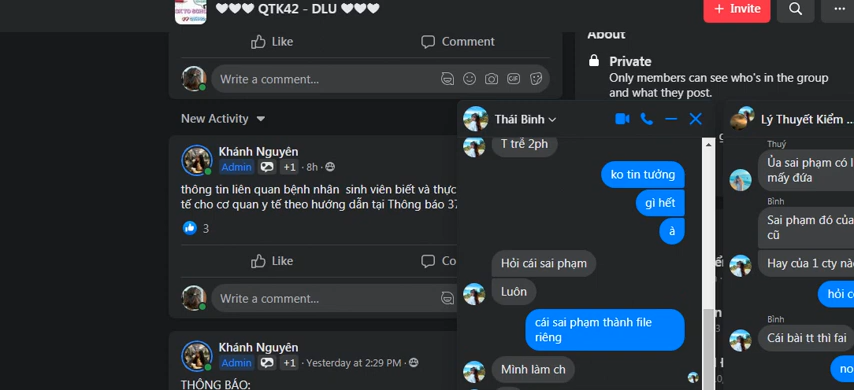 ♥♥♥ QTK42 - DLU ♥♥♥
+ Invite
Like
Comment
Write a comment...
GIF
New Activity
Khánh Nguyên
Admin
+1 · 8h ·
thông tin liên quan bệnh nhân sinh viên biết và thực
tế cho cơ quan y tế theo hướng dẫn tại Thông báo 37
3
Like
Write a comment...
Khánh Nguyên
Admin
+1 · Yesterday at 2:29 PM ·
THÔNG BÁO:
About
Private
Only members can see who's in the group
and what they post.
Thái Bình
T trễ 2ph
ko tin tưởng
gì hết
à
Hỏi cái sai phạm
Luôn
cái sai phạm thành file
riêng
Mình làm ch
Lý Thuyết Kiểm ...
Thuý
Ủa sai phạm có
mấy đứa
Bình
Sai phạm đó của
cũ
Hay của 1 cty
hỏi
Bình
Cái bài tt thì